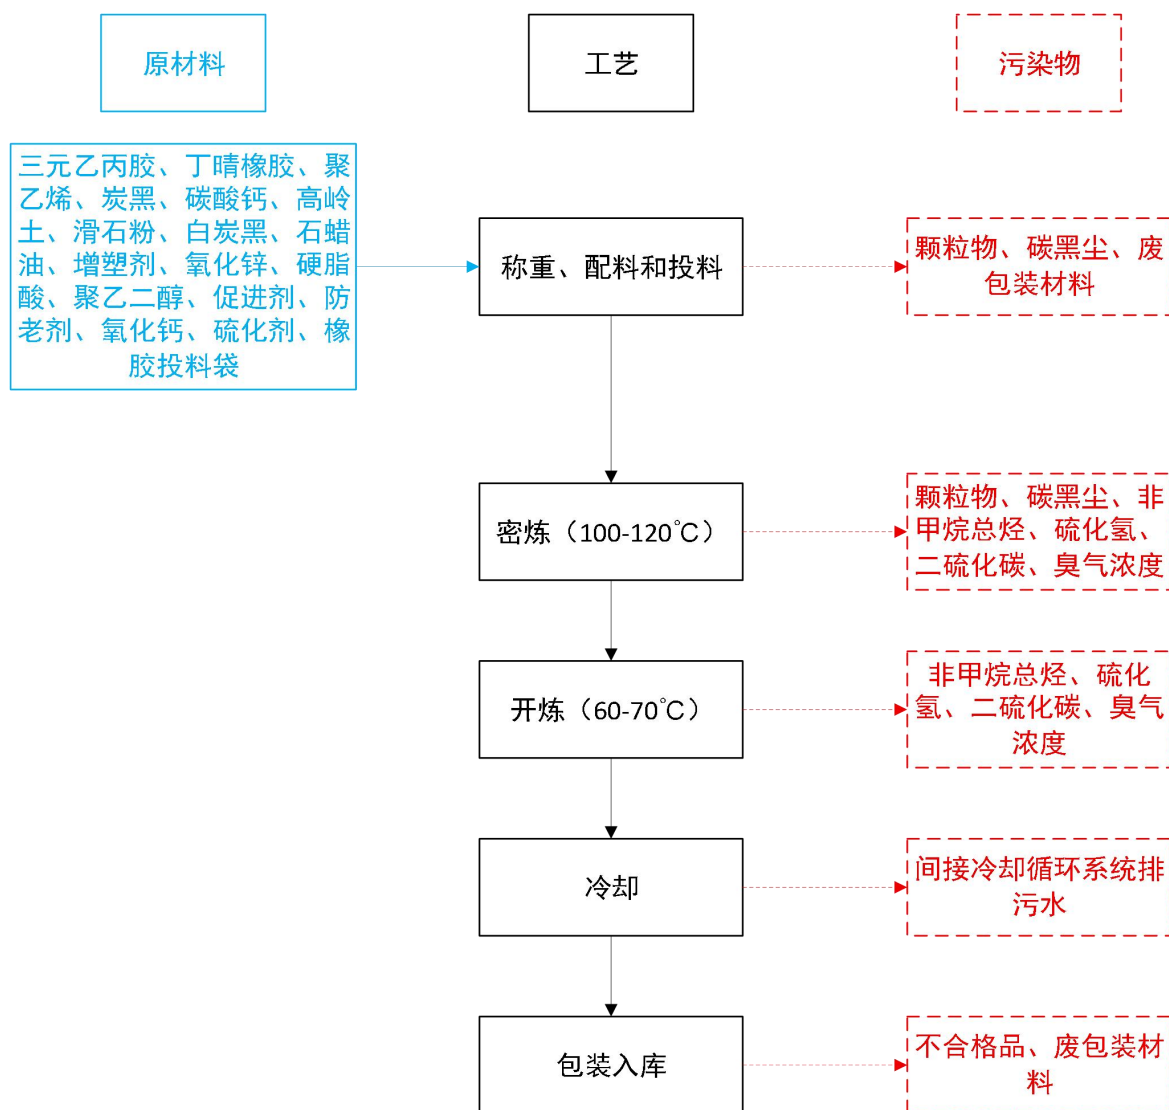 原材料
工艺
污染物
三元乙丙胶、丁晴橡胶、聚
乙烯、炭黑、碳酸钙、高岭
土、滑石粉、白炭黑、石蜡
油、增塑剂、氧化锌、硬脂
酸、聚乙二醇、促进剂、防
老剂、氧化钙、硫化剂、橡
胶投料袋
称重、配料和投料
颗粒物、碳黑尘、废
包装材料
密炼（100-120℃）
颗粒物、碳黑尘、非
甲烷总烃、硫化氢、
二硫化碳、臭气浓度
开炼（60-70℃）
非甲烷总烃、硫化
氢、二硫化碳、臭气
浓度
冷却
间接冷却循环系统排
污水
包装入库
不合格品、废包装材
料